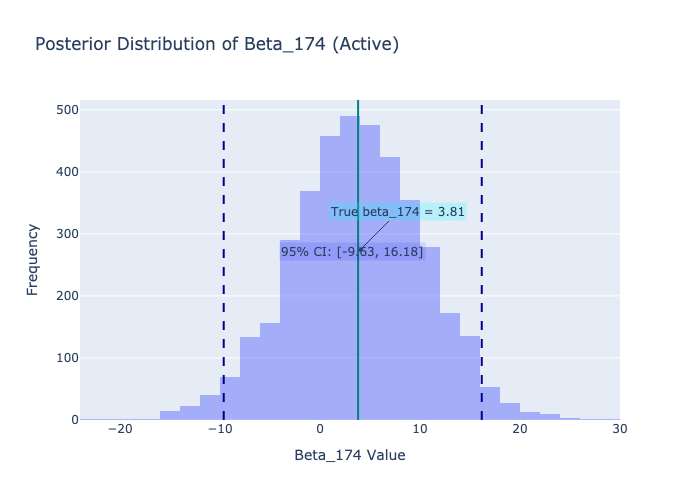 Posterior Distribution of Beta_174 (Active)
500
400
300
200
100
0
Frequency
True beta_174 = 3.81
95% CI: [-9.63, 16.18]
−20
−10
0
10
20
30
Beta_174 Value